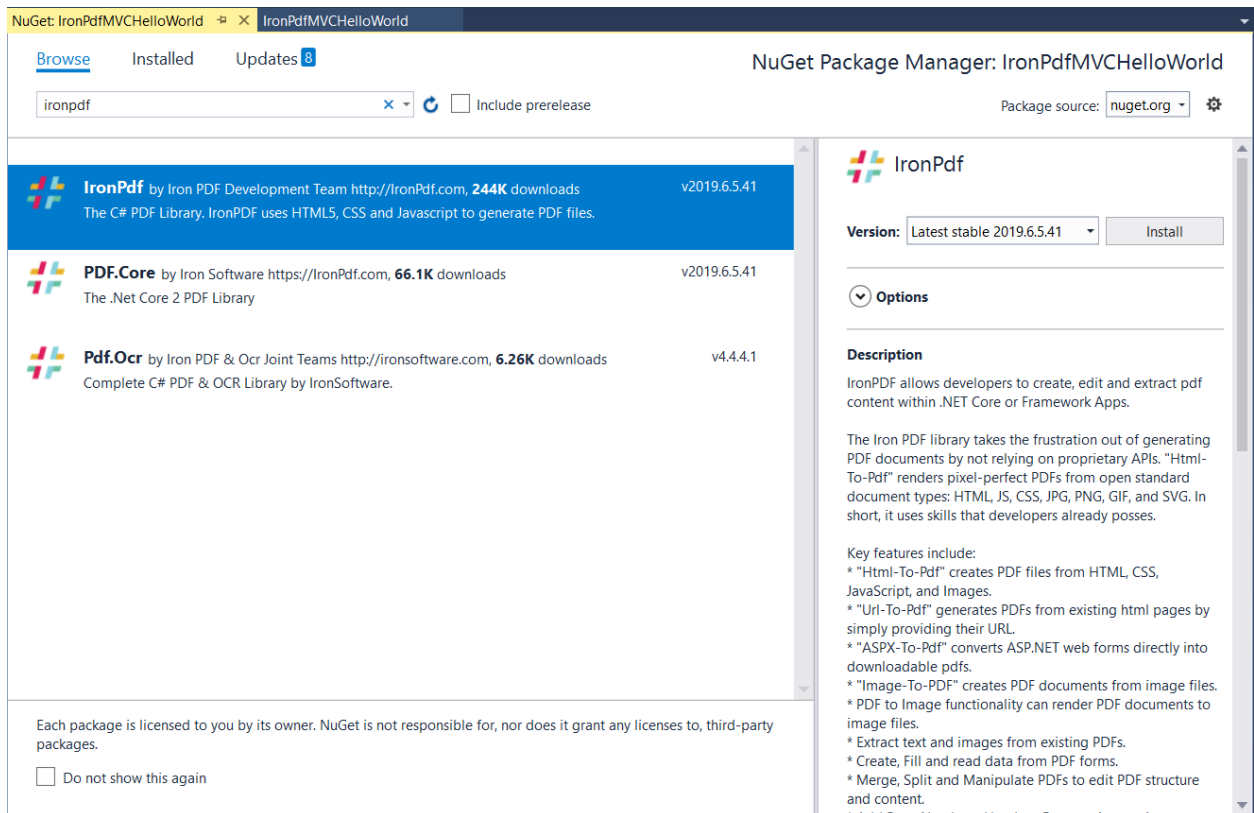 NuGet: IronPdfMVCHelloWorld
IronPdfMVCHelloWorld
Browse
Installed
Updates 8
NuGet Package Manager: IronPdfMVCHelloWorld
ironpdf
Include prerelease
Package source: nuget.org
IronPdf by Iron PDF Development Team http://IronPdf.com, 244K downloads
v2019.6.5.41
The C# PDF Library. IronPDF uses HTML5, CSS and Javascript to generate PDF files.
PDF.Core by Iron Software https://IronPdf.com, 66.1K downloads
v2019.6.5.41
The .Net Core 2 PDF Library
Pdf.Ocr by Iron PDF & Ocr Joint Teams http://ironsoftware.com, 6.26K downloads
v4.4.4.1
Complete C# PDF & OCR Library by IronSoftware.
Each package is licensed to you by its owner. NuGet is not responsible for, nor does it grant any licenses to, third-party
packages.
Do not show this again
IronPdf
Version: Latest stable 2019.6.5.41
Install
Options
Description
IronPDF allows developers to create, edit and extract pdf
content within .NET Core or Framework Apps.
The Iron PDF library takes the frustration out of generating
PDF documents by not relying on proprietary APIs. "Html-
To-Pdf" renders pixel-perfect PDFs from open standard
document types: HTML, JS, CSS, JPG, PNG, GIF, and SVG. In
short, it uses skills that developers already posses.
Key features include:
* "Html-To-Pdf" creates PDF files from HTML, CSS,
JavaScript, and Images.
* "Url-To-Pdf" generates PDFs from existing html pages by
simply providing their URL.
* "ASPX-To-Pdf" converts ASP.NET web forms directly into
downloadable pdfs.
* "Image-To-PDF" creates PDF documents from image files.
* PDF to Image functionality can render PDF documents to
image files.
* Extract text and images from existing PDFs.
* Create, Fill and read data from PDF forms.
* Merge, Split and Manipulate PDFs to edit PDF structure
and content.